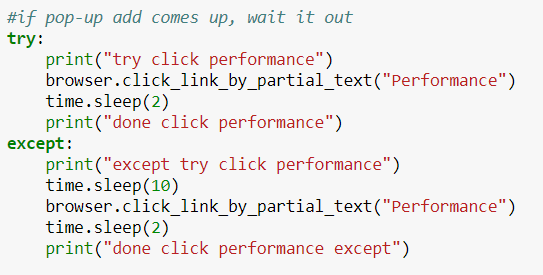 #if pop-up add comes up, wait it out
try:
    print("try click performance")
    browser.click_link_by_partial_text("Performance")
    time.sleep(2)
    print("done click performance")
except:
    print("except try click performance")
    time.sleep(10)
    browser.click_link_by_partial_text("Performance")
    time.sleep(2)
    print("done click performance except")